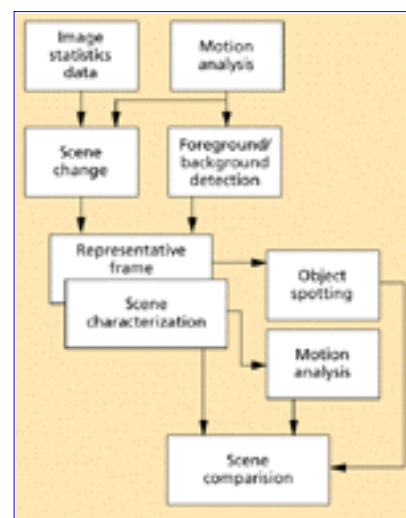 Image
statistics
data
Motion
analysis
Scene
change
Foreground/
background
detection
Representative
frame
Scene
characterization
Object
spotting
Motion
analysis
Scene
comparision